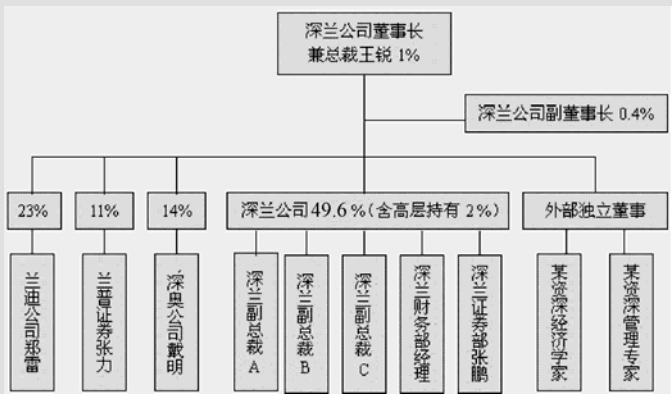 深兰公司董事长
兼总裁王锐 1%
深兰公司副董事长 0.4%
23%
11%
14%
深兰公司 49.6%(含高层持有 2%)
外部独立董事
兰迪公司郑雷
兰普证券张力
深奥公司戴明
深兰副总裁A
深兰副总裁B
深兰副总裁C
深兰财务部经理
深兰证券部张鹏
某资深经济学家
某资深管理专家